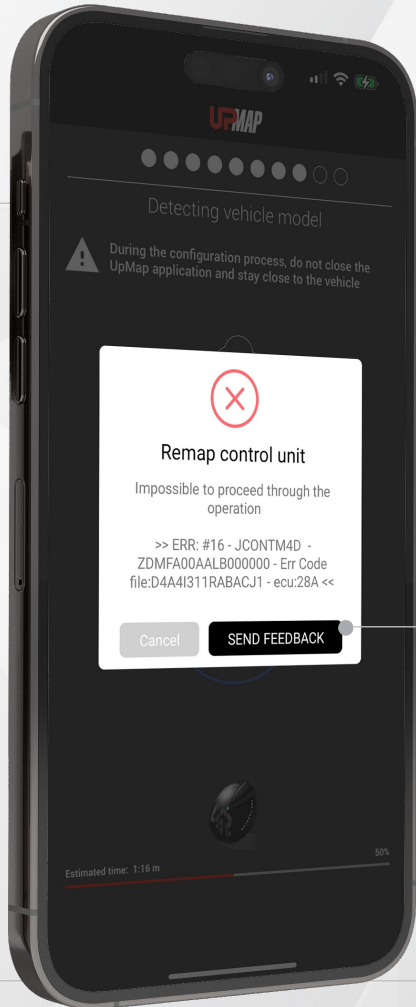 UPMAP
Detecting vehicle model
During the configuration process, do not close the
UpMap application and stay close to the vehicle
Remap control unit
Impossible to proceed through the
operation
>> ERR: #16 - JCONTM4D -
ZDMFA00AALB000000 - Err Code
file:D4A4I311RABACJ1 - ecu:28A <<
Cancel
SEND FEEDBACK
50%
Estimated time: 1:16 m